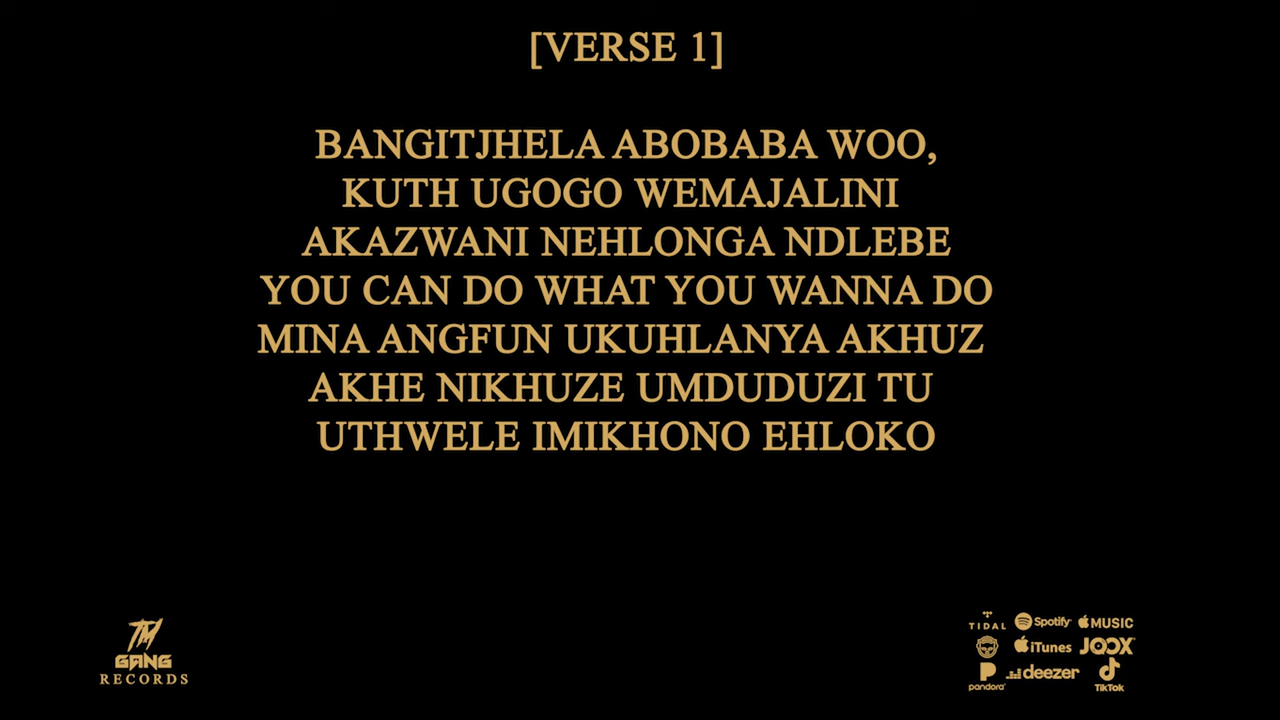 [VERSE 1]
BANGITJHELA ABOBABA WOO,
KUTH UGOGO WEMAJALINI
AKAZWANI NEHLONGA NDLEBE
YOU CAN DO WHAT YOU WANNA DO
MINA ANGFUN UKUHLANYA AKHUZ
AKHE NIKHUZE UMDUDUZI TU
UTHWELE IMIKHONO EHLOKO
TM
GANG
RECORDS
TIDAL Spotify MUSIC
iTunes JOOX
pandora deezer TikTok